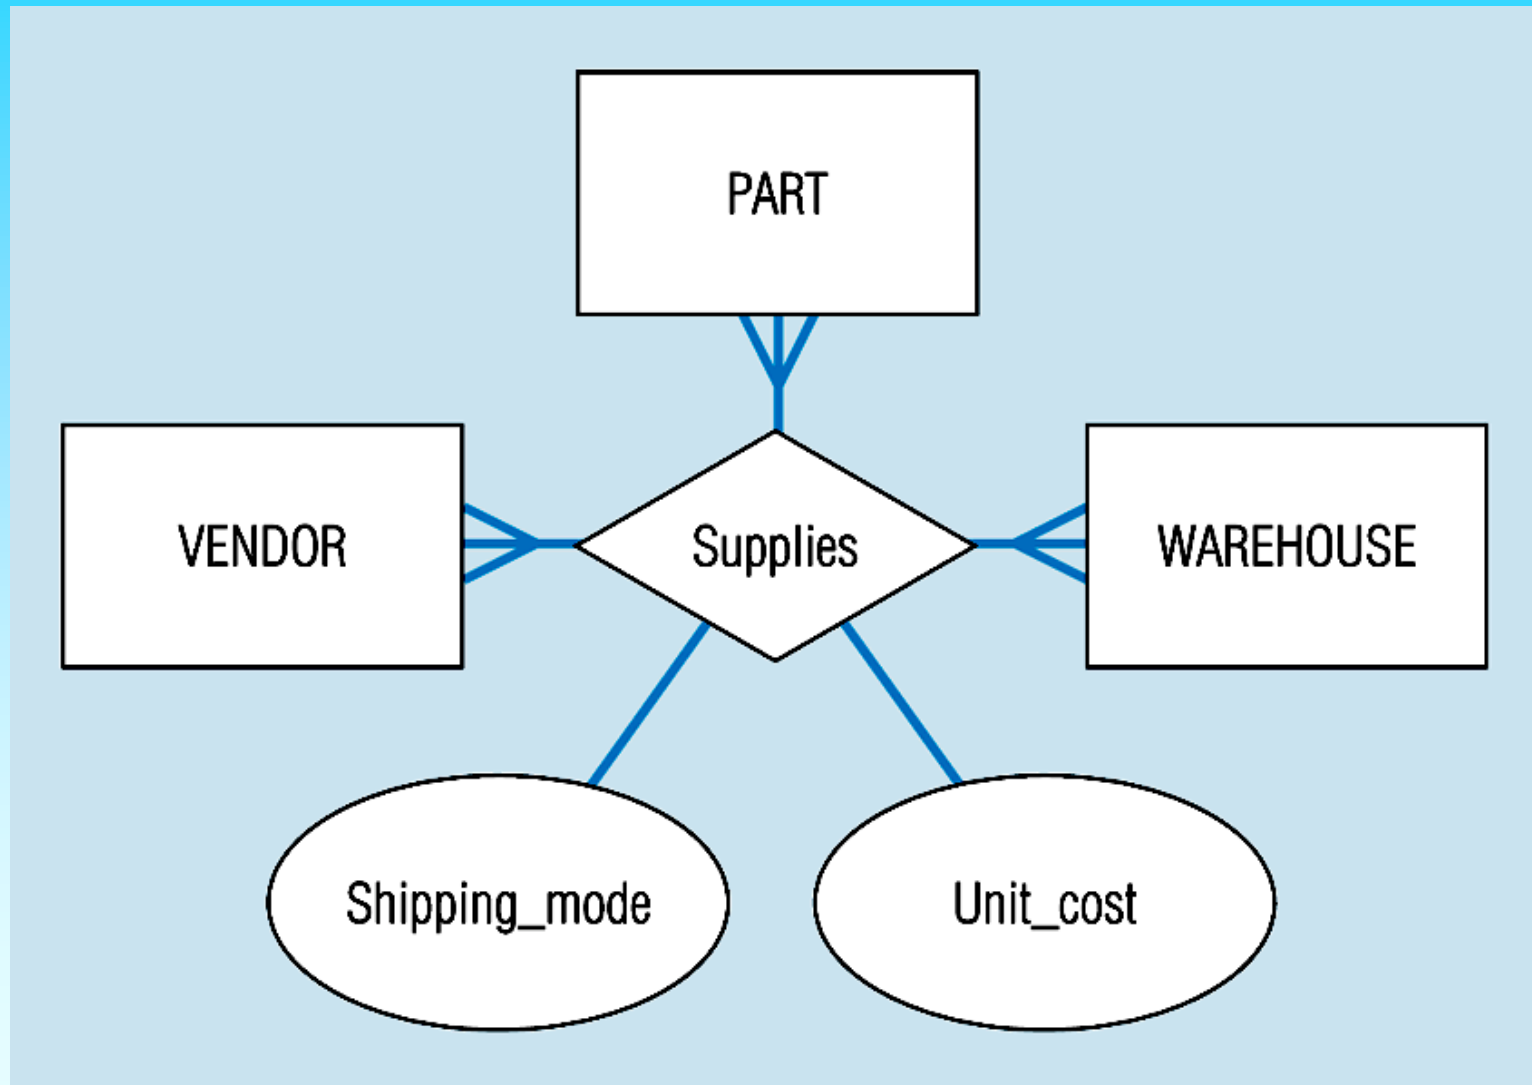 PART
VENDOR
Supplies
WAREHOUSE
Shipping_mode
Unit_cost